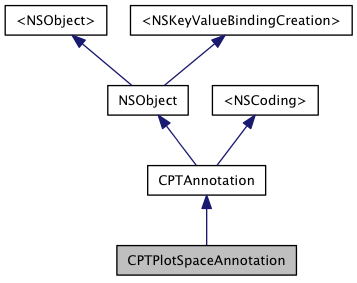 <NSObject>
<NSKeyValueBindingCreation>
NSObject
<NSCoding>
CPTAnnotation
CPTPlotSpaceAnnotation